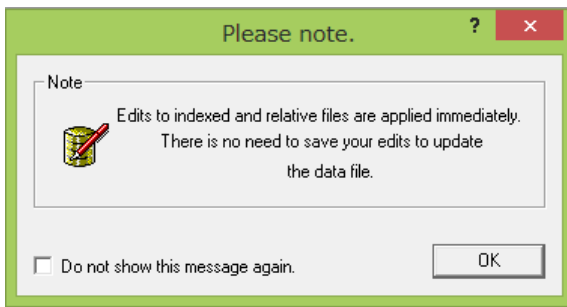 Please note.
?
×
Note
Edits to indexed and relative files are applied immediately.
There is no need to save your edits to update
the data file.
Do not show this message again.
OK